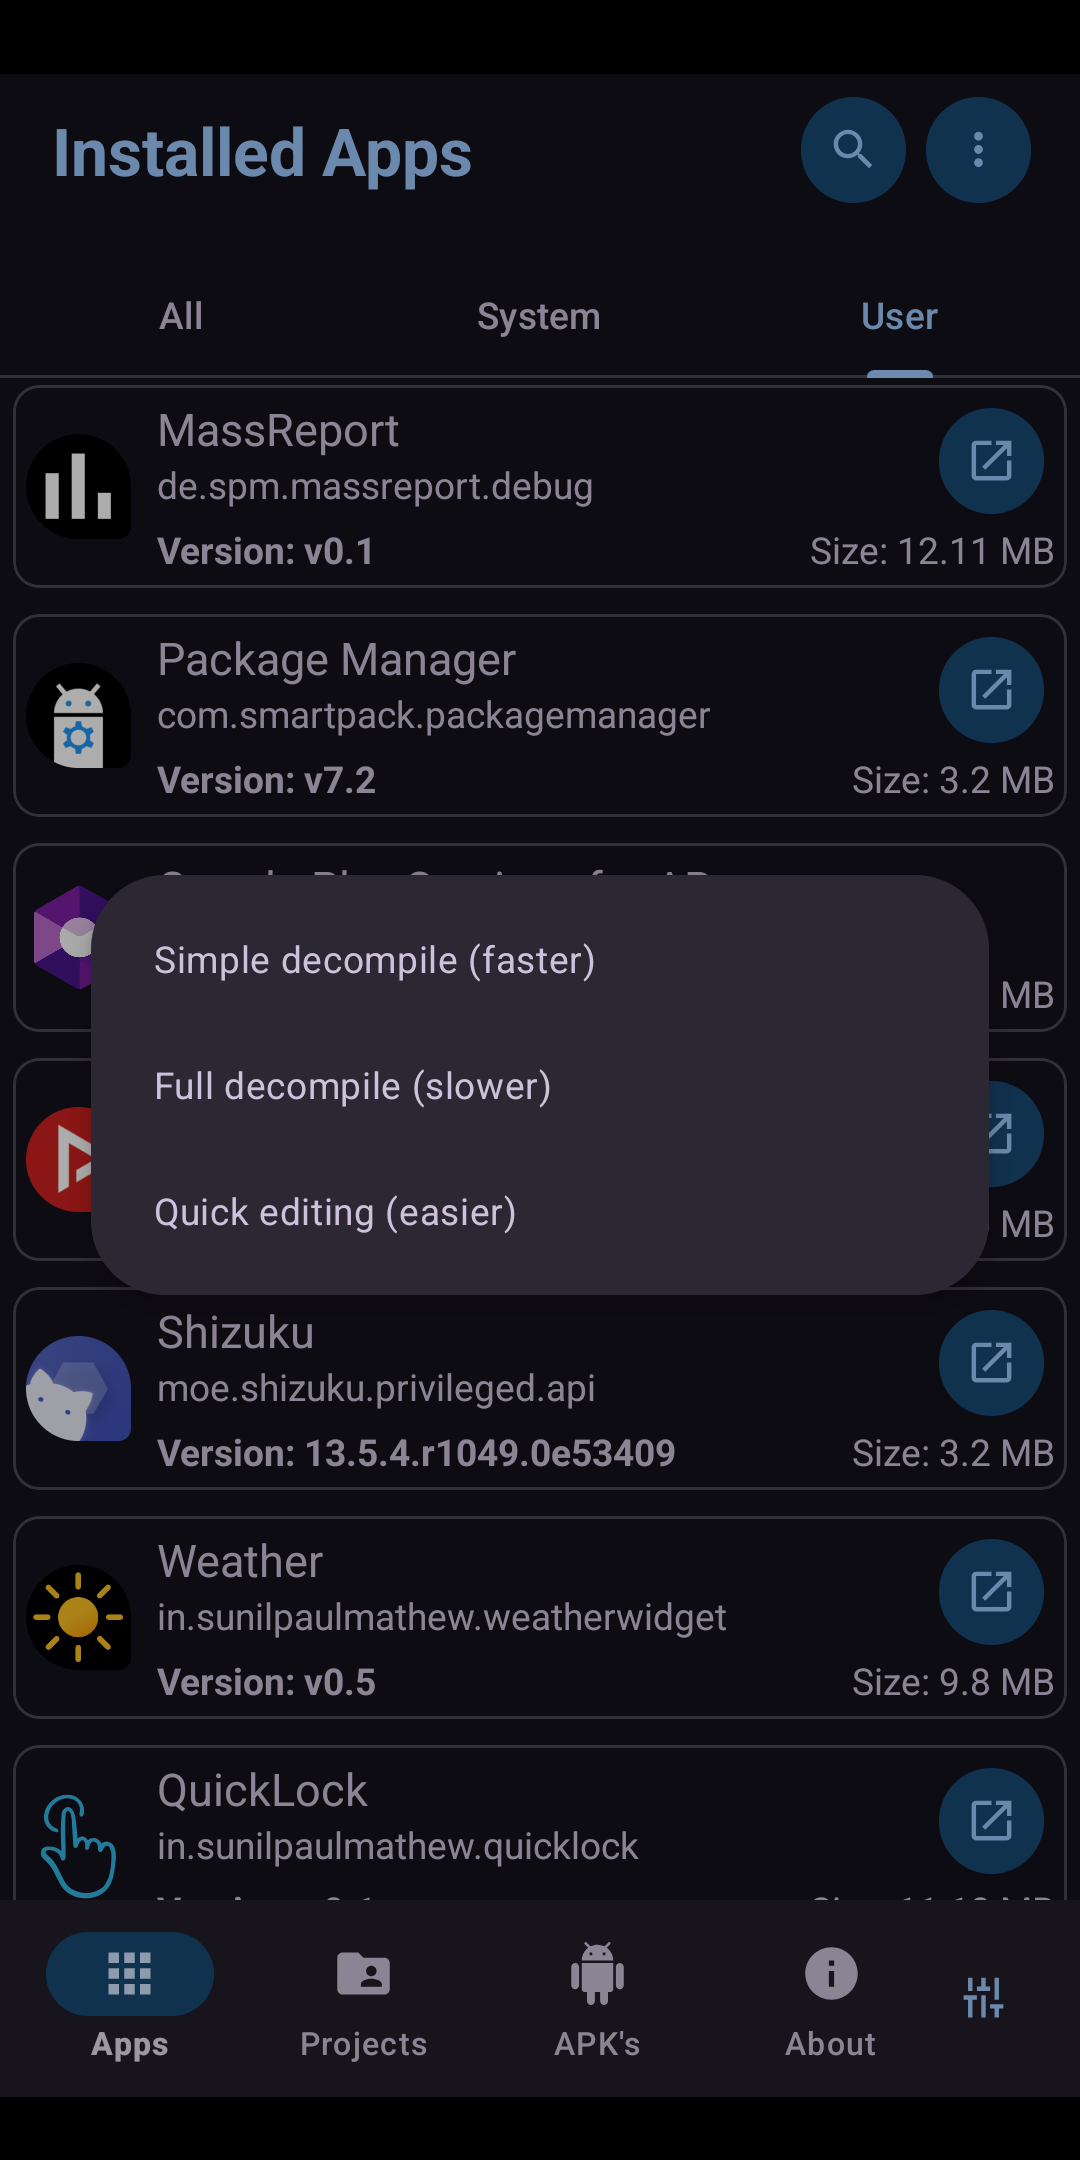 Installed Apps
All
System
User
MassReport
de.spm.massreport.debug
Version: v0.1
Size: 12.11 MB
Package Manager
com.smartpack.packagemanager
Version: v7.2
Size: 3.2 MB
MB
Simple decompile (faster)
Full decompile (slower)
MB
Quick editing (easier)
Shizuku
moe.shizuku.privileged.api
Version: 13.5.4.r1049.0e53409
Size: 3.2 MB
Weather
in.sunilpaulmathew.weatherwidget
Version: v0.5
Size: 9.8 MB
QuickLock
in.sunilpaulmathew.quicklock
Apps
Projects
APK's
About